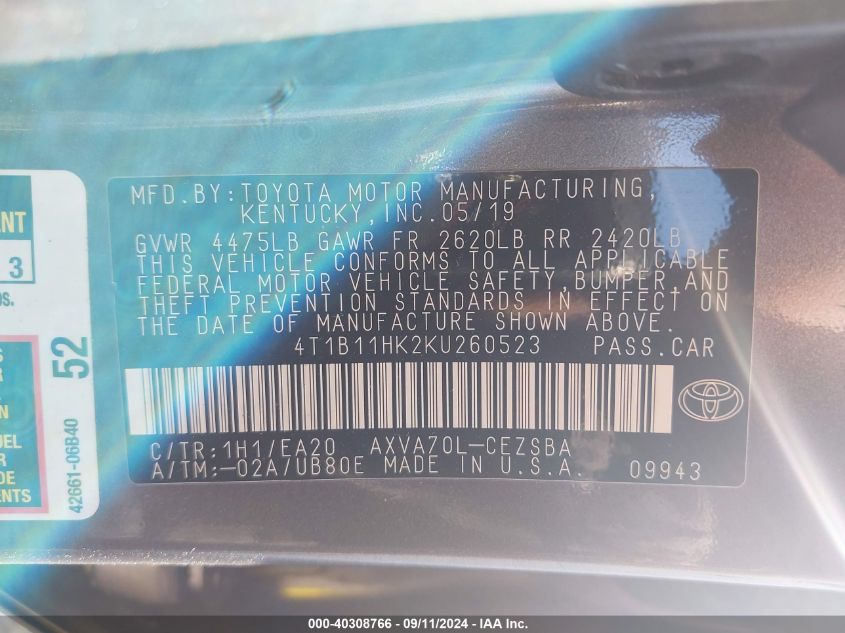 MFD.BY:TOYOTA MOTOR MANUFACTURING,
KENTUCKY,INC.05/19
GVWR 4475LB GAWR FR 2620LB RR 2420LB
THIS VEHICLE CONFORMS TO ALL APPLICABLE
FEDERAL MOTOR VEHICLE SAFETY,BUMPER,AND
THEFT PREVENTION STANDARDS IN EFFECT ON
THE DATE OF MANUFACTURE SHOWN ABOVE.
4T1B11HK2KU260523 PASS.CAR
C/TR:1H1/EA20 AXVA70L-CEZSBA
A/TM:-02A/UB80E MADE IN U.S.A. 09943
3
52
42661-06B40
000-40308766 - 09/11/2024 - IAA Inc.